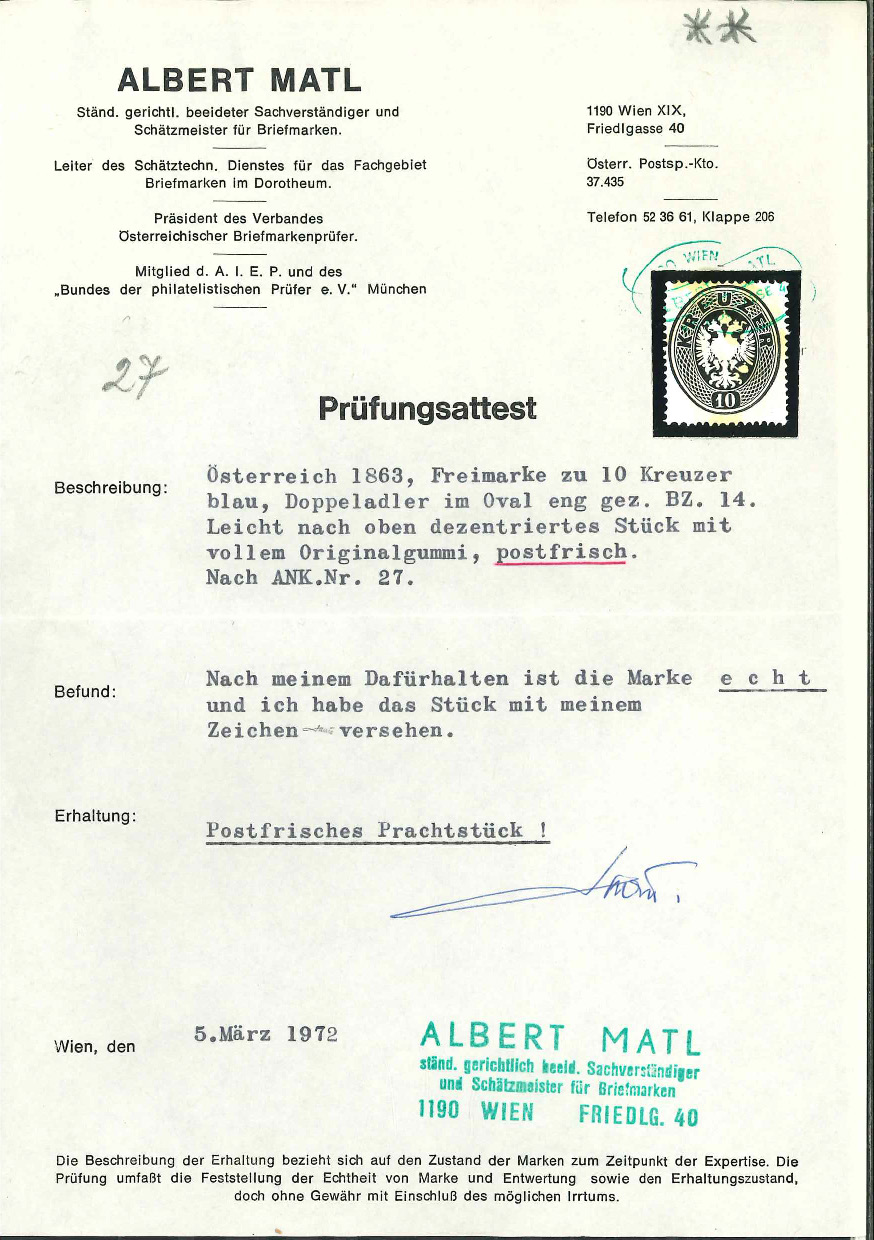 **
ALBERT MATL
Ständ. gerichtl. beeideter Sachverständiger und
Schätzmeister für Briefmarken.
Leiter des Schätztechn. Dienstes für das Fachgebiet
Briefmarken im Dorotheum.
Präsident des Verbandes
Österreichischer Briefmarkenprüfer.
Mitglied d. A. I. E. P. und des
„Bundes der philatelistischen Prüfer e. V.“ München
1190 Wien XIX,
Friedlgasse 40
Österr. Postsp.-Kto.
37.435
Telefon 52 36 61, Klappe 206
WIEN
KREUZER
10
27
Prüfungsattest
Beschreibung:
Österreich 1863, Freimarke zu 10 Kreuzer
blau, Doppeladler im Oval eng gez. BZ. 14.
Leicht nach oben dezentriertes Stück mit
vollem Originalgummi, postfrisch.
Nach ANK.Nr. 27.
Befund:
Nach meinem Dafürhalten ist die Marke e c h t
und ich habe das Stück mit meinem
Zeichen versehen.
Erhaltung:
Postfrisches Prachtstück !
Wien, den
5.März 1972
ALBERT MATL
ständ. gerichtlich beeid. Sachverständiger
und Schätzmeister für Briefmarken
1190 WIEN FRIEDLG. 40
Die Beschreibung der Erhaltung bezieht sich auf den Zustand der Marken zum Zeitpunkt der Expertise. Die
Prüfung umfaßt die Feststellung der Echtheit von Marke und Entwertung sowie den Erhaltungszustand,
doch ohne Gewähr mit Einschluß des möglichen Irrtums.